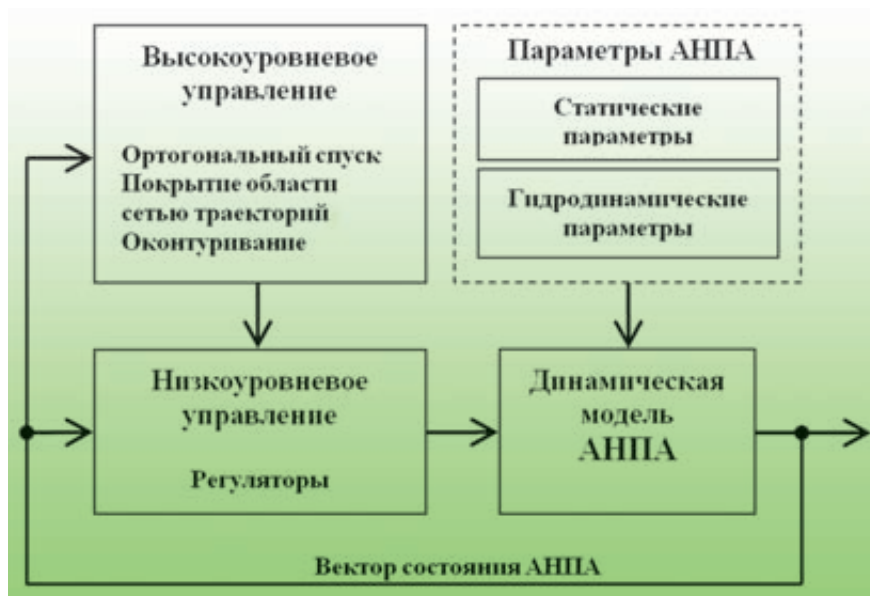 Высокоуровневое
управление
Ортогональный спуск
Покрытие области
сетью траекторий
Оконтуривание
Параметры АНПА
Статические
параметры
Гидродинамические
параметры
Низкоуровневое
управление
Регуляторы
Динамическая
модель
АНПА
Вектор состояния АНПА